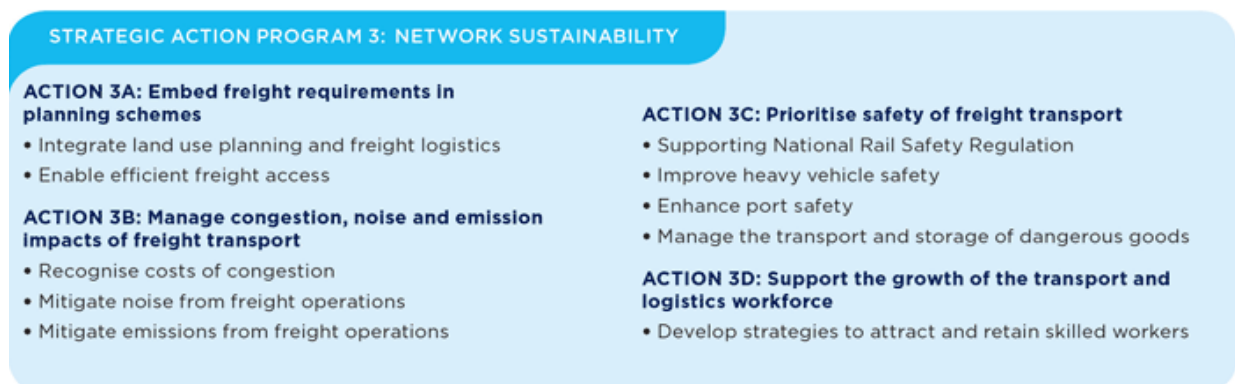 STRATEGIC ACTION PROGRAM 3: NETWORK SUSTAINABILITY
ACTION 3A: Embed freight requirements in
planning schemes
• Integrate land use planning and freight logistics
• Enable efficient freight access
ACTION 3B: Manage congestion, noise and emission
impacts of freight transport
• Recognise costs of congestion
• Mitigate noise from freight operations
• Mitigate emissions from freight operations
ACTION 3C: Prioritise safety of freight transport
• Supporting National Rail Safety Regulation
• Improve heavy vehicle safety
• Enhance port safety
• Manage the transport and storage of dangerous goods
ACTION 3D: Support the growth of the transport and
logistics workforce
• Develop strategies to attract and retain skilled workers